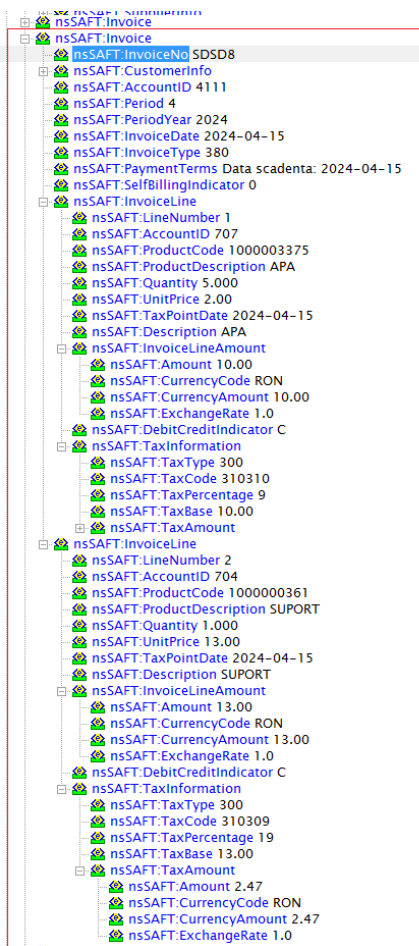 nsSAFT:SupplierInfo
nsSAFT:Invoice
nsSAFT:Invoice
nsSAFT:InvoiceNo SDSD8
nsSAFT:CustomerInfo
nsSAFT:AccountID 4111
nsSAFT:Period 4
nsSAFT:PeriodYear 2024
nsSAFT:InvoiceDate 2024-04-15
nsSAFT:InvoiceType 380
nsSAFT:PaymentTerms Data scadenta: 2024-04-15
nsSAFT:SelfBillingIndicator 0
nsSAFT:InvoiceLine
nsSAFT:LineNumber 1
nsSAFT:AccountID 707
nsSAFT:ProductCode 1000003375
nsSAFT:ProductDescription APA
nsSAFT:Quantity 5.000
nsSAFT:UnitPrice 2.00
nsSAFT:TaxPointDate 2024-04-15
nsSAFT:Description APA
nsSAFT:InvoiceLineAmount
nsSAFT:Amount 10.00
nsSAFT:CurrencyCode RON
nsSAFT:CurrencyAmount 10.00
nsSAFT:ExchangeRate 1.0
nsSAFT:DebitCreditIndicator C
nsSAFT:TaxInformation
nsSAFT:TaxType 300
nsSAFT:TaxCode 310310
nsSAFT:TaxPercentage 9
nsSAFT:TaxBase 10.00
nsSAFT:TaxAmount
nsSAFT:InvoiceLine
nsSAFT:LineNumber 2
nsSAFT:AccountID 704
nsSAFT:ProductCode 1000000361
nsSAFT:ProductDescription SUPORT
nsSAFT:Quantity 1.000
nsSAFT:UnitPrice 13.00
nsSAFT:TaxPointDate 2024-04-15
nsSAFT:Description SUPORT
nsSAFT:InvoiceLineAmount
nsSAFT:Amount 13.00
nsSAFT:CurrencyCode RON
nsSAFT:CurrencyAmount 13.00
nsSAFT:ExchangeRate 1.0
nsSAFT:DebitCreditIndicator C
nsSAFT:TaxInformation
nsSAFT:TaxType 300
nsSAFT:TaxCode 310309
nsSAFT:TaxPercentage 19
nsSAFT:TaxBase 13.00
nsSAFT:TaxAmount
nsSAFT:Amount 2.47
nsSAFT:CurrencyCode RON
nsSAFT:CurrencyAmount 2.47
nsSAFT:ExchangeRate 1.0